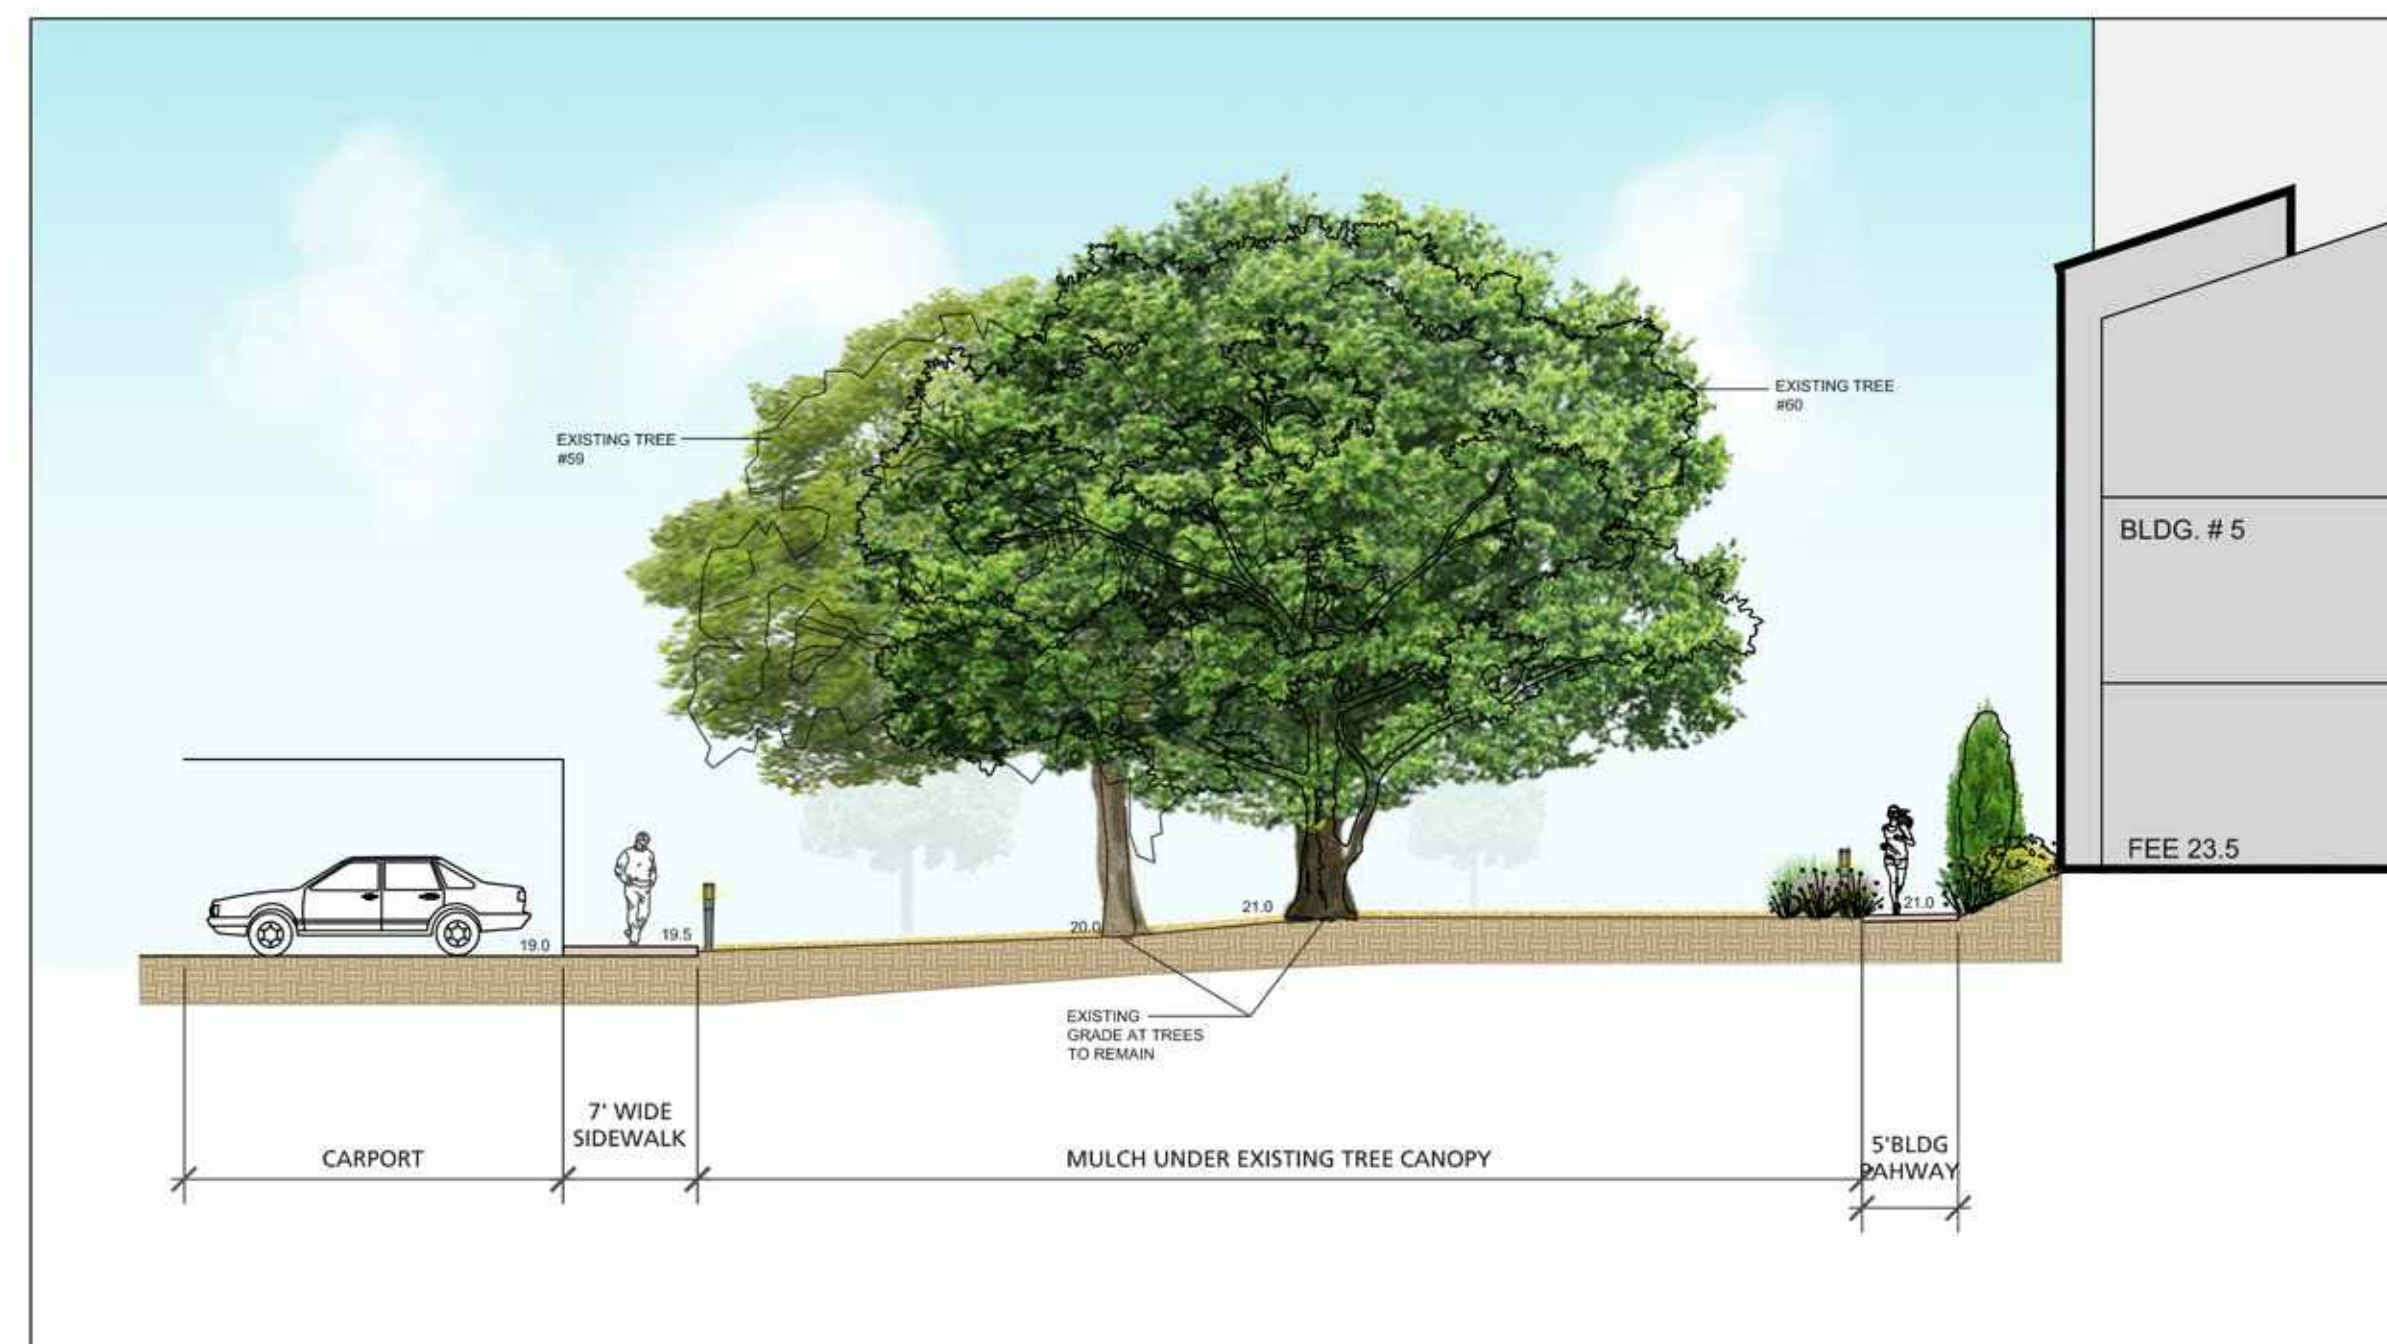 EXISTING TREE
#60
EXISTING TREE
#59
BLDG. # 5
FEE 23.5
19.0
19.5
20.0
21.0
21.0
EXISTING
GRADE AT TREES
TO REMAIN
CARPORT
7' WIDE
SIDEWALK
MULCH UNDER EXISTING TREE CANOPY
5'BLDG
PAHWAY